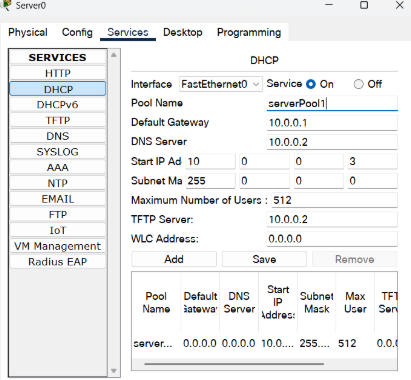 Server0
Physical Config Services Desktop Programming
SERVICES
HTTP
DHCP
DHCPv6
TFTP
DNS
SYSLOG
AAA
NTP
EMAIL
FTP
IoT
VM Management
Radius EAP
DHCP
Interface FastEthernet0 Service On Off
Pool Name serverPool1
Default Gateway 10.0.0.1
DNS Server 10.0.0.2
Start IP Ad 10 0 0 3
Subnet Ma 255 0 0 0
Maximum Number of Users : 512
TFTP Server: 10.0.0.2
WLC Address: 0.0.0.0
Add Save Remove
Pool Name Default Gateway DNS Server Start IP Address Subnet Mask Max User TFT Serv
server... 0.0.0.0 0.0.0.0 10.0.... 255.... 512 0.0.0